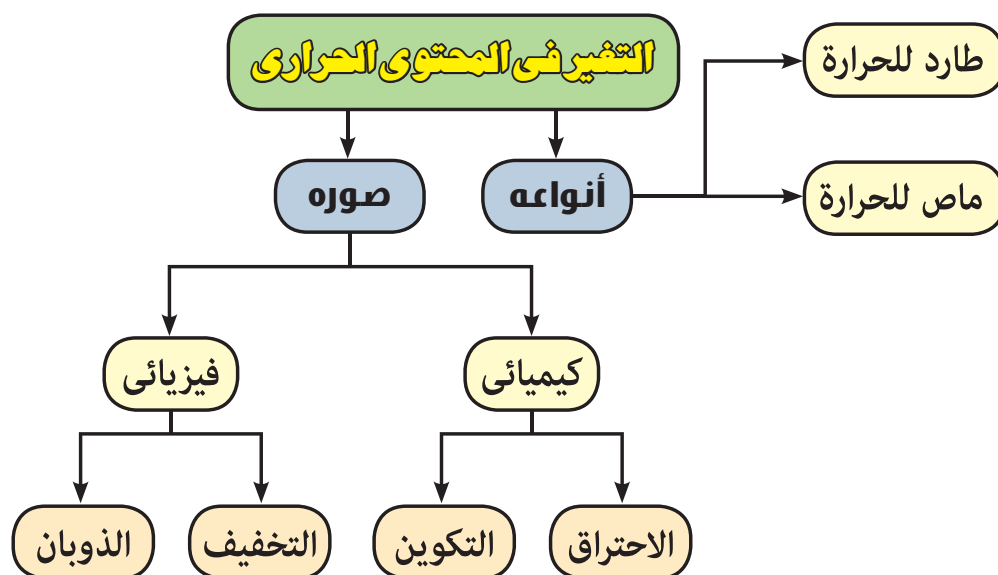 التغير فى المحتوى الحرارى
طارد للحرارة
أنواعه
صوره
ماص للحرارة
كيميائى
فيزيائى
الاحتراق
التكوين
التخفيف
الذوبان